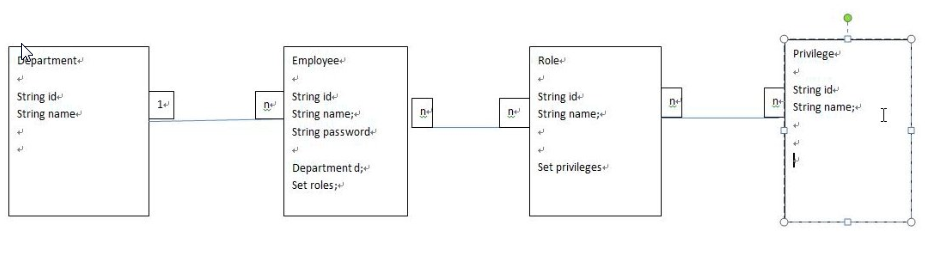 Department
String id
String name
1
n
Employee
String id
String name;
String password
Department d;
Set roles;
n
n
Role
String id
String name;
Set privileges
n
n
Privilege
String id
String name;